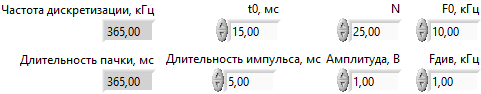 Частота дискретизации, кГц t0, мс N F0, кГц
365,00 15,00 25,00 10,00
Длительность пачки, мс Длительность импульса, мс Амплитуда, В Fдив, кГц
365,00 5,00 1,00 1,00